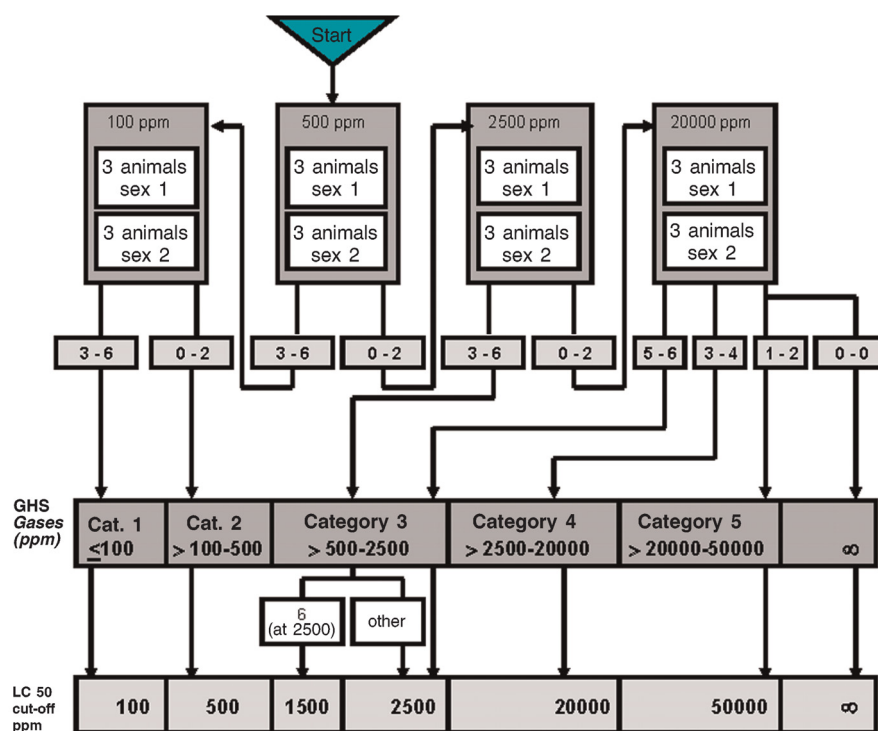 Start
100 ppm
500 ppm
2500 ppm
20000 ppm
3 animals
sex 1
3 animals
sex 1
3 animals
sex 1
3 animals
sex 1
3 animals
sex 2
3 animals
sex 2
3 animals
sex 2
3 animals
sex 2
3 - 6
0 - 2
3 - 6
0 - 2
3 - 6
0 - 2
5 - 6
3 - 4
1 - 2
0 - 0
GHS
Gases
(ppm)
Cat. 1
≤100
Cat. 2
> 100-500
Category 3
> 500-2500
Category 4
> 2500-20000
Category 5
> 20000-50000
∞
6
(at 2500)
other
LC 50
cut-off
ppm
100
500
1500
2500
20000
50000
∞